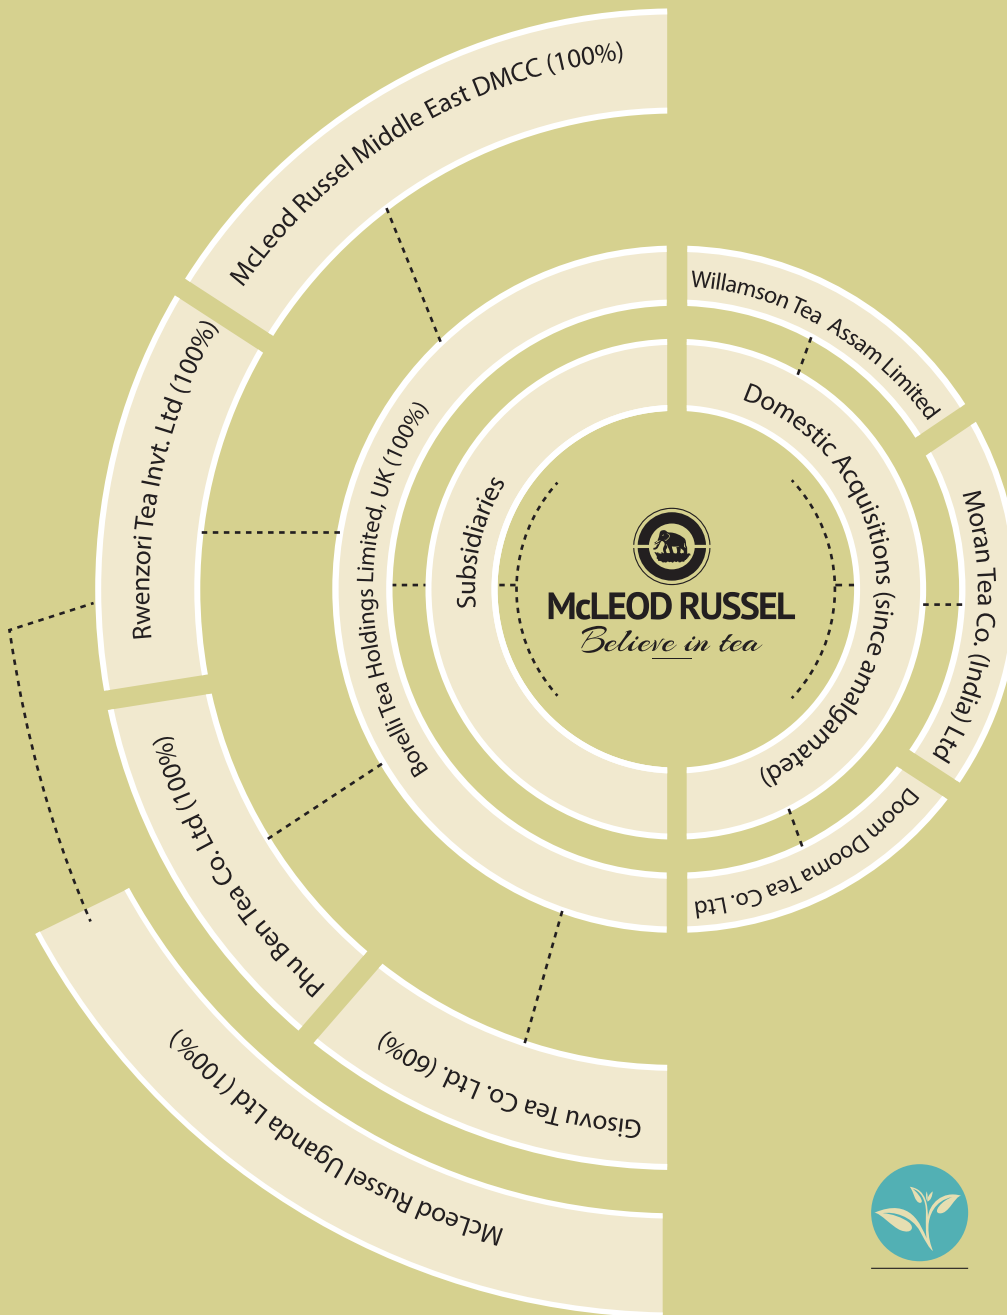 McLeod Russel Middle East DMCC (100%)
Rwenzori Tea Invt. Ltd (100%)
Phu Ben Tea Co. Ltd (100%)
Gisovu Tea Co. Ltd. (60%)
McLeod Russel Uganda Ltd (100%)
Borelli Tea Holdings Limited, UK (100%)
Subsidiaries
McLEOD RUSSEL
Believe in tea
Domestic Acquisitions (since amalgamated)
Willamson Tea Assam Limited
Moran Tea Co. (India) Ltd
Doom Dooma Tea Co. Ltd